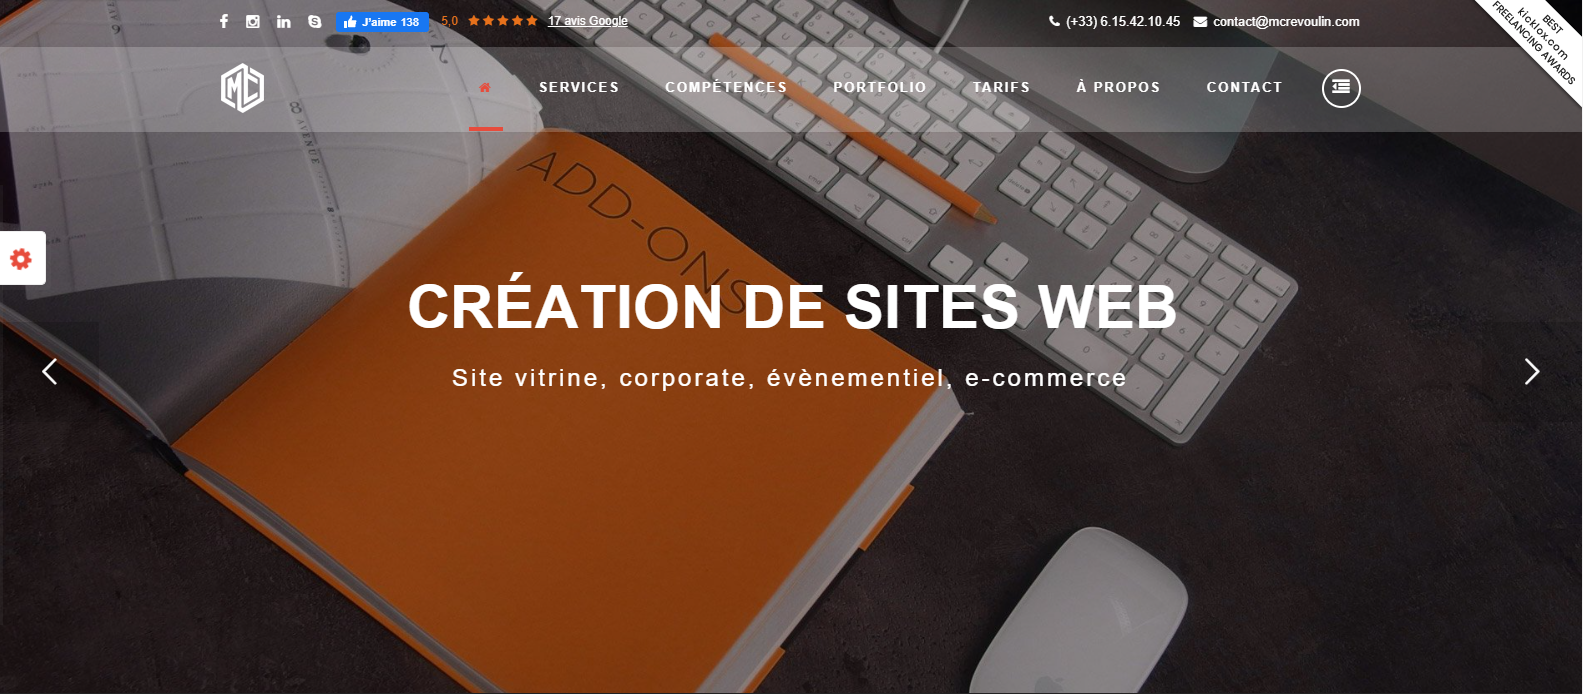 J'aime 138
5,0
17 avis Google
(+33) 6.15.42.10.45
contact@mcrevoulin.com
BEST
kicklox.com
FREELANCING AWARDS
MC
SERVICES
COMPÉTENCES
PORTFOLIO
TARIFS
À PROPOS
CONTACT
8 AVENUE
ADD-ONS
CRÉATION DE SITES WEB
Site vitrine, corporate, évènementiel, e-commerce